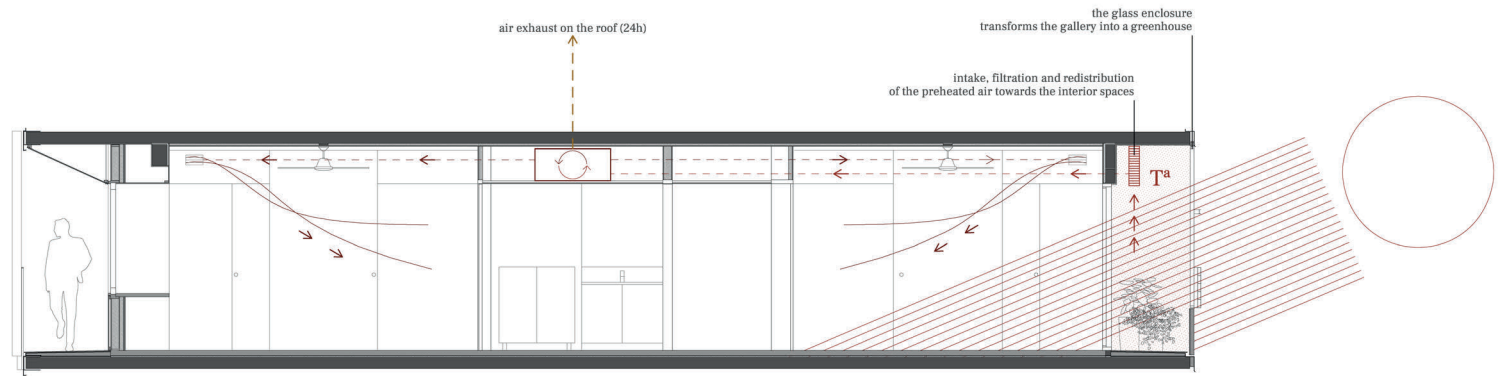 air exhaust on the roof (24h)
the glass enclosure
transforms the gallery into a greenhouse
intake, filtration and redistribution
of the preheated air towards the interior spaces
Tª